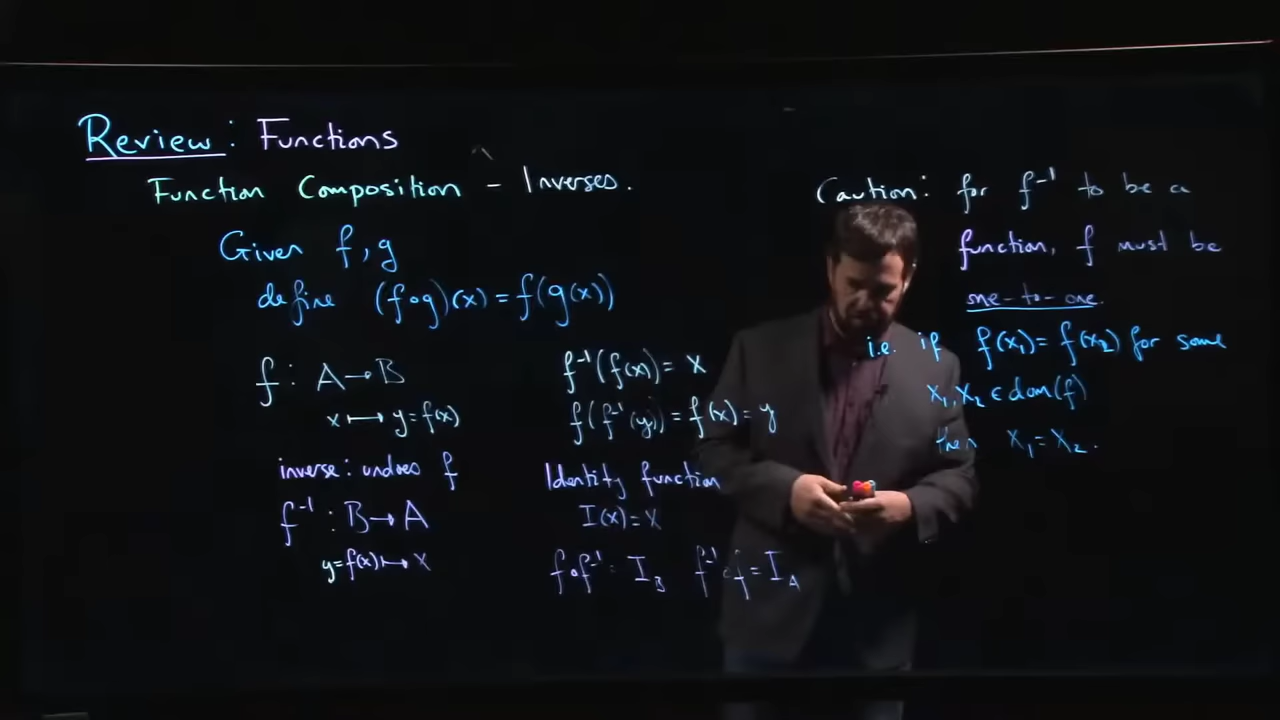 Review: Functions
Function Composition - Inverses.
Given f, g
define (f∘g)(x) = f(g(x))
f: A→B
x ↦ y=f(x)
inverse: undoes f
f⁻¹: B→A
y=f(x) ↦ x
f⁻¹(f(x)) = x
f(f⁻¹(y)) = f(x) = y
Identity function
I(x)=x
f∘f⁻¹ = I_B f⁻¹∘f = I_A
Caution: for f⁻¹ to be a
function, f must be
one-to-one.
i.e. if f(x₁) = f(x₂) for some
x₁, x₂ ∈ dom(f)
then x₁ = x₂.